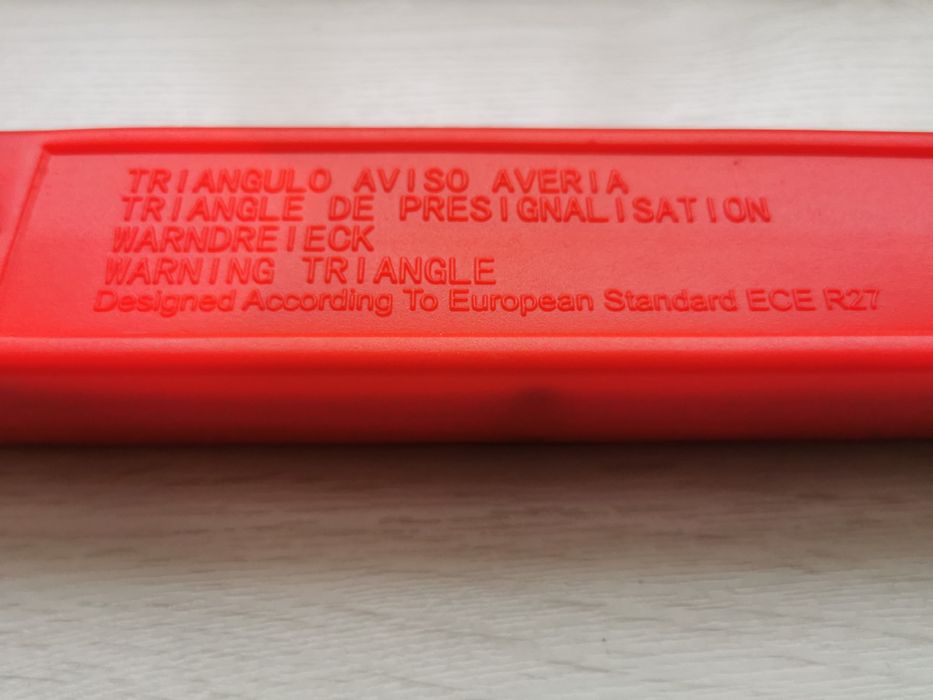 TRIANGULO AVISO AVERIA
TRIANGLE DE PRESIGNALISATION
WARNDREIECK
WARNING TRIANGLE
Designed According To European Standard ECE R27